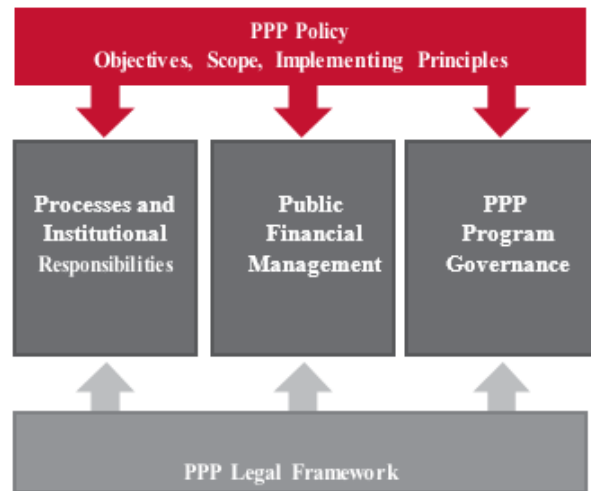 PPP Policy
Objectives, Scope, Implementing Principles
Processes and
Institutional
Responsibilities
Public
Financial
Management
PPP
Program
Governance
PPP Legal Framework